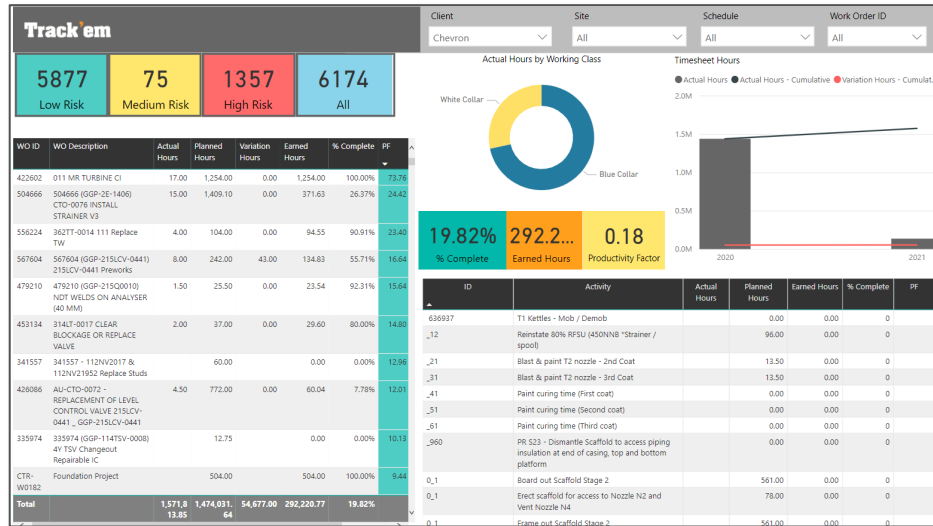 Track'em
Client
Site
Schedule
Work Order ID
Chevron
All
All
All
5877
Low Risk
75
Medium Risk
1357
High Risk
6174
All
Actual Hours by Working Class
White Collar
Blue Collar
Timesheet Hours
Actual Hours
Actual Hours - Cumulative
Variation Hours - Cumulat.
2.0M
1.5M
1.0M
0.5M
0.0M
2020
2021
WO ID WO Description Actual Hours Planned Hours Variation Hours Earned Hours % Complete PF
422602 011 MR TURBINE CI 17.00 1,254.00 0.00 1,254.00 100.00% 73.76
504666 504666 (GGP-2E-1406) 15.00 1,409.10 0.00 371.63 26.37% 24.42
CTO-0076 INSTALL
STRAINER V3
556224 362TT-0014 111 Replace 4.00 104.00 0.00 94.55 90.91% 23.40
TW
567604 567604 (GGP-215LCV-0441) 8.00 242.00 43.00 134.83 55.71% 16.64
215LCV-0441 Preworks
479210 479210 (GGP-215Q0010) 1.50 25.50 0.00 23.54 92.31% 15.64
NDT WELDS ON ANALYSER
(40 MM)
453134 314LT-0017 CLEAR 2.00 37.00 0.00 29.60 80.00% 14.80
BLOCKAGE OR REPLACE
VALVE
341557 341557 - 112NV2017 & 60.00 0.00 0.00% 12.96
112NV21952 Replace Studs
426086 AU-CTO-0072 - 4.50 772.00 0.00 60.04 7.78% 12.01
REPLACEMENT OF LEVEL
CONTROL VALVE 215LCV-
0441 _ GGP-215LCV-0441
335974 335974 (GGP-114TSV-0008) 12.75 0.00 0.00% 10.13
4Y TSV Changeout
Repairable IC
CTR- Foundation Project 504.00 504.00 100.00% 9.44
W0182
Total 1,571,8 1,474,031. 54,677.00 292,220.77 19.82%
13.85 64
19.82%
% Complete
292.2...
Earned Hours
0.18
Productivity Factor
ID Activity Actual Hours Planned Hours Earned Hours % Complete PF
636937 T1 Kettles - Mob / Demob 0.00 0.00 0
_12 Reinstate 80% RFSU (450NNB "Strainer / 96.00 0.00 0
spool)
_21 Blast & paint T2 nozzle - 2nd Coat 13.50 0.00 0
_31 Blast & paint T2 nozzle - 3rd Coat 13.50 0.00 0
_41 Paint curing time (First coat) 0.00 0.00 0
_51 Paint curing time (Second coat) 0.00 0.00 0
_61 Paint curing time (Third coat) 0.00 0.00 0
_960 PR S23 - Dismantle Scaffold to access piping 0.00 0.00 0
insulation at end of casing, top and bottom
platform
0_1 Board out Scaffold Stage 2 561.00 0.00 0
0_1 Erect scaffold for access to Nozzle N2 and 78.00 0.00 0
Vent Nozzle N4
0_1 Frame out Scaffold Stage 2 561.00 0.00 0